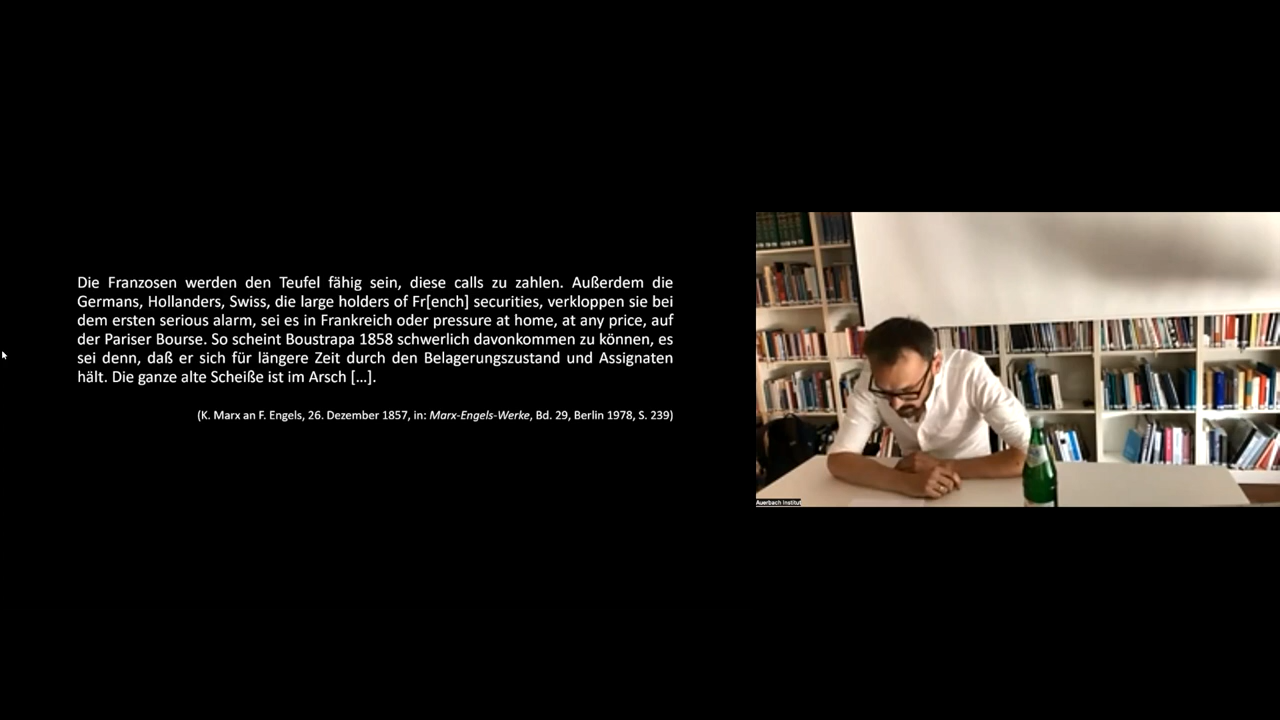 Die Franzosen werden den Teufel fähig sein, diese calls zu zahlen. Außerdem die
Germans, Hollanders, Swiss, die large holders of Fr[ench] securities, verkloppen sie bei
dem ersten serious alarm, sei es in Frankreich oder pressure at home, at any price, auf
der Pariser Bourse. So scheint Boustrapa 1858 schwerlich davonkommen zu können, es
sei denn, daß er sich für längere Zeit durch den Belagerungszustand und Assignaten
hält. Die ganze alte Scheiße ist im Arsch […].
(K. Marx an F. Engels, 26. Dezember 1857, in: Marx-Engels-Werke, Bd. 29, Berlin 1978, S. 239)
Auerbach Institut